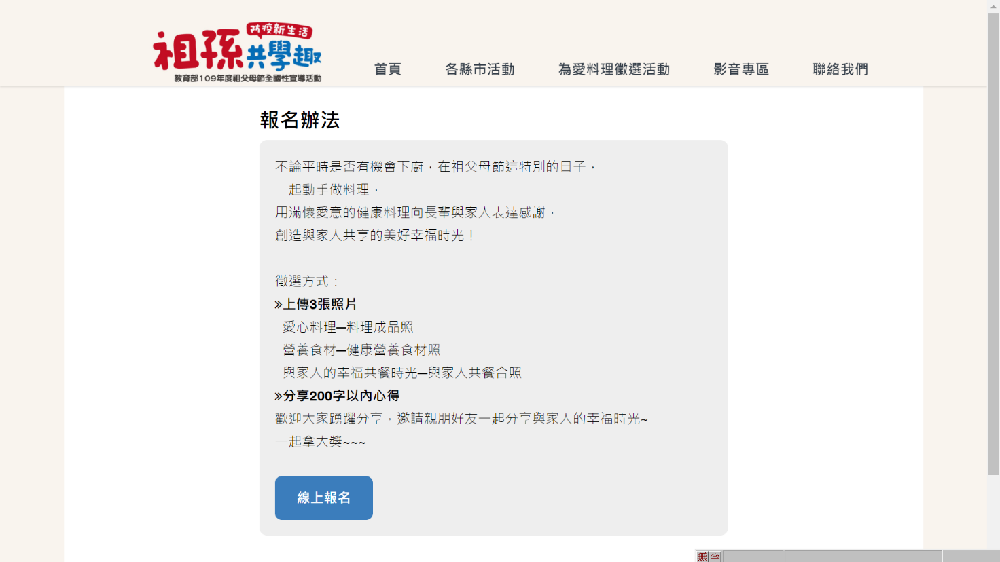 防疫新生活
祖孫共學趣
教育部109年度祖父母節全國性宣導活動
首頁
各縣市活動
為愛料理徵選活動
影音專區
聯絡我們
報名辦法
不論平時是否有機會下廚，在祖父母節這特別的日子，
一起動手做料理，
用滿懷愛意的健康料理向長輩與家人表達感謝，
創造與家人共享的美好幸福時光！
徵選方式：
»上傳3張照片
愛心料理—料理成品照
營養食材—健康營養食材照
與家人的幸福共餐時光—與家人共餐合照
»分享200字以內心得
歡迎大家踴躍分享，邀請親朋好友一起分享與家人的幸福時光~
一起拿大獎~~~
線上報名
無 半